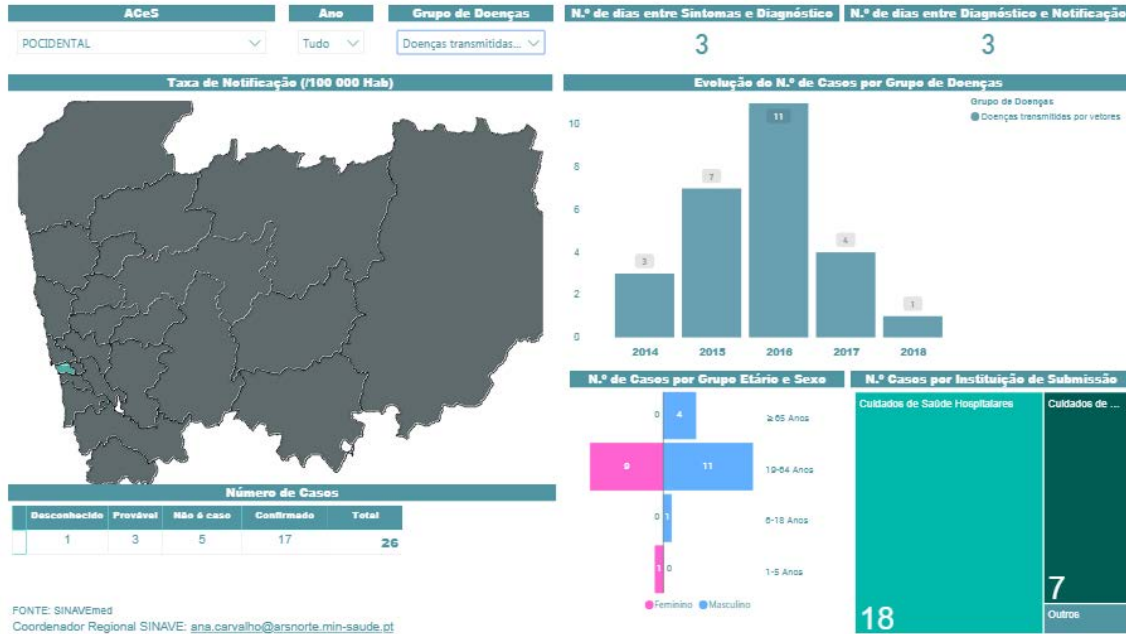 ACeS
Ano
Grupo de Doenças
POCIDENTAL
Tudo
Doenças transmitidas...
N.º de dias entre Sintomas e Diagnóstico
N.º de dias entre Diagnóstico e Notificação
3
3
Taxa de Notificação (/100 000 Hab)
Evolução do N.º de Casos por Grupo de Doenças
Grupo de Doenças
Doenças transmitidas por vetores
10
8
6
4
2
0
3
7
11
4
1
2014 2015 2016 2017 2018
Número de Casos
Desconhecido Provável Não é caso Confirmado Total
1 3 5 17 26
N.º de Casos por Grupo Etário e Sexo
0 4 ≥65 Anos
9 11 19-64 Anos
0 1 6-18 Anos
1 0 1-5 Anos
Feminino Masculino
N.º Casos por Instituição de Submissão
Cuidados de Saúde Hospitalares
18
Cuidados de ...
7
Outros
FONTE: SINAVEmed
Coordenador Regional SINAVE: ana.carvalho@arsnorte.min-saude.pt